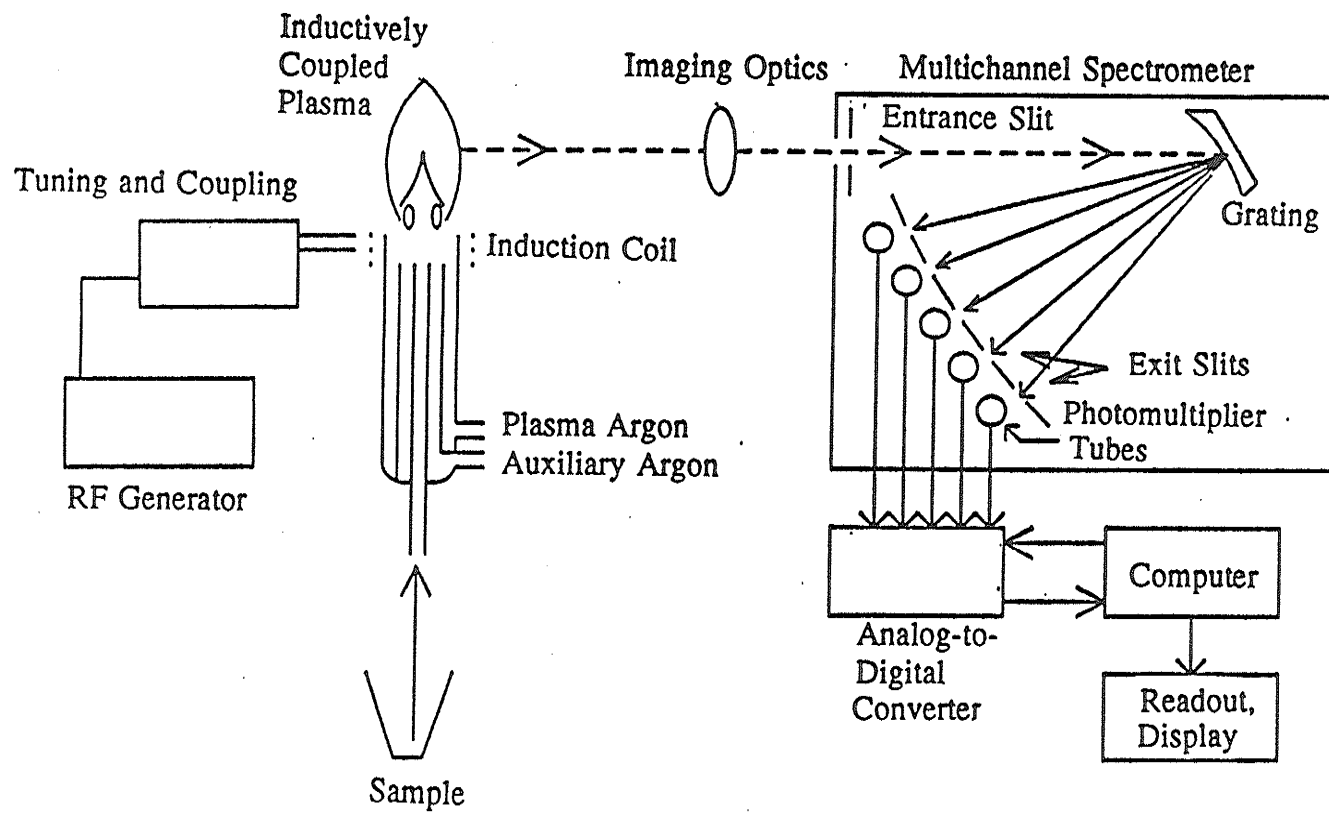 Inductively
Coupled
Plasma
Imaging Optics
Multichannel Spectrometer
Entrance Slit
Tuning and Coupling
Grating
Induction Coil
Exit Slits
Plasma Argon
Photomultiplier
Tubes
Auxiliary Argon
RF Generator
Computer
Analog-to-
Digital
Converter
Readout,
Display
Sample